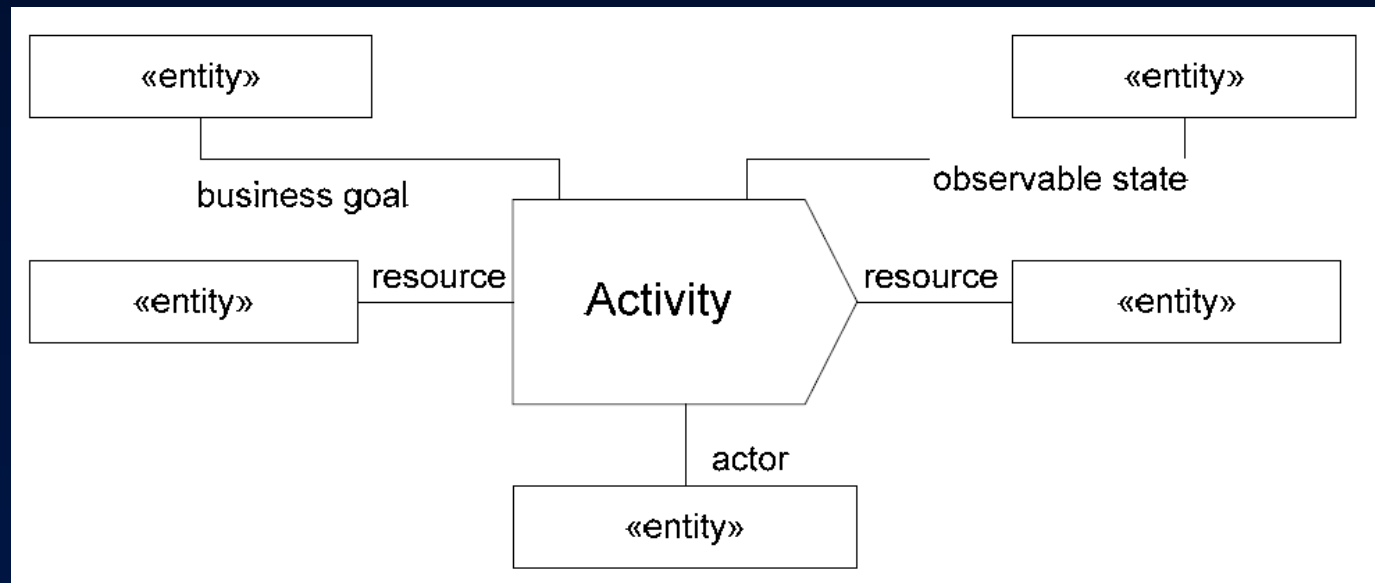 «entity»
«entity»
business goal
observable state
«entity»
resource
Activity
resource
«entity»
actor
«entity»